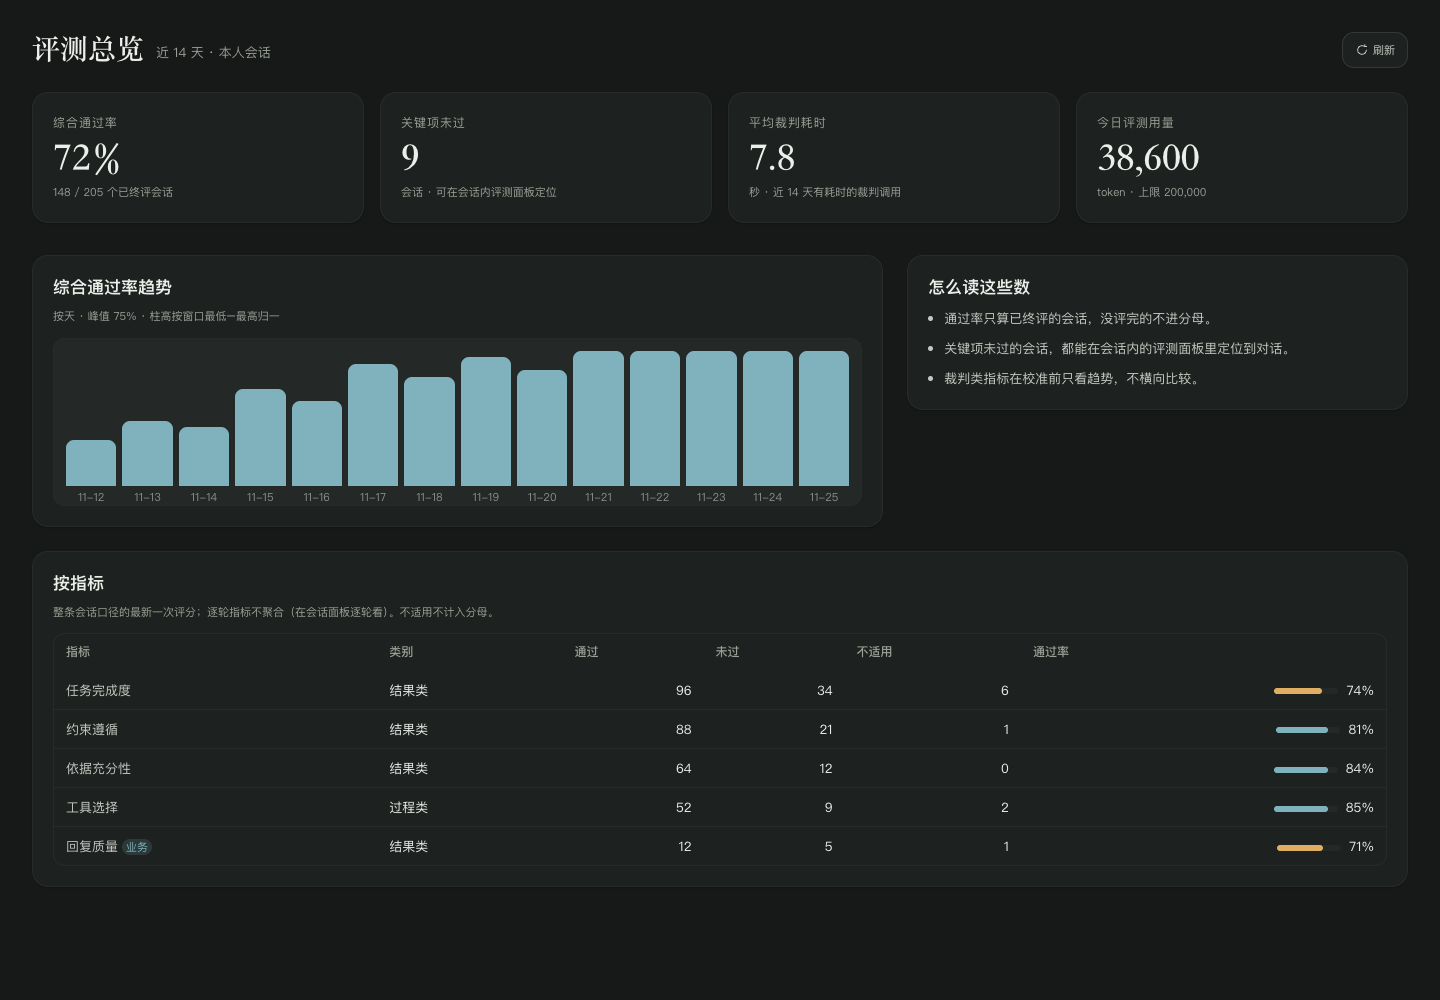 评测总览 近 14 天 · 本人会话
刷新
综合通过率
72%
148 / 205 个已终评会话
关键项未过
9
会话 · 可在会话内评测面板定位
平均裁判耗时
7.8
秒 · 近 14 天有耗时的裁判调用
今日评测用量
38,600
token · 上限 200,000
综合通过率趋势
按天 · 峰值 75% · 柱高按窗口最低—最高归一
11–12 11–13 11–14 11–15 11–16 11–17 11–18 11–19 11–20 11–21 11–22 11–23 11–24 11–25
怎么读这些数
通过率只算已终评的会话，没评完的不进分母。
关键项未过的会话，都能在会话内的评测面板里定位到对话。
裁判类指标在校准前只看趋势，不横向比较。
按指标
整条会话口径的最新一次评分；逐轮指标不聚合（在会话面板逐轮看）。不适用不计入分母。
指标 类别 通过 未过 不适用 通过率
任务完成度 结果类 96 34 6 74%
约束遵循 结果类 88 21 1 81%
依据充分性 结果类 64 12 0 84%
工具选择 过程类 52 9 2 85%
回复质量 业务 结果类 12 5 1 71%